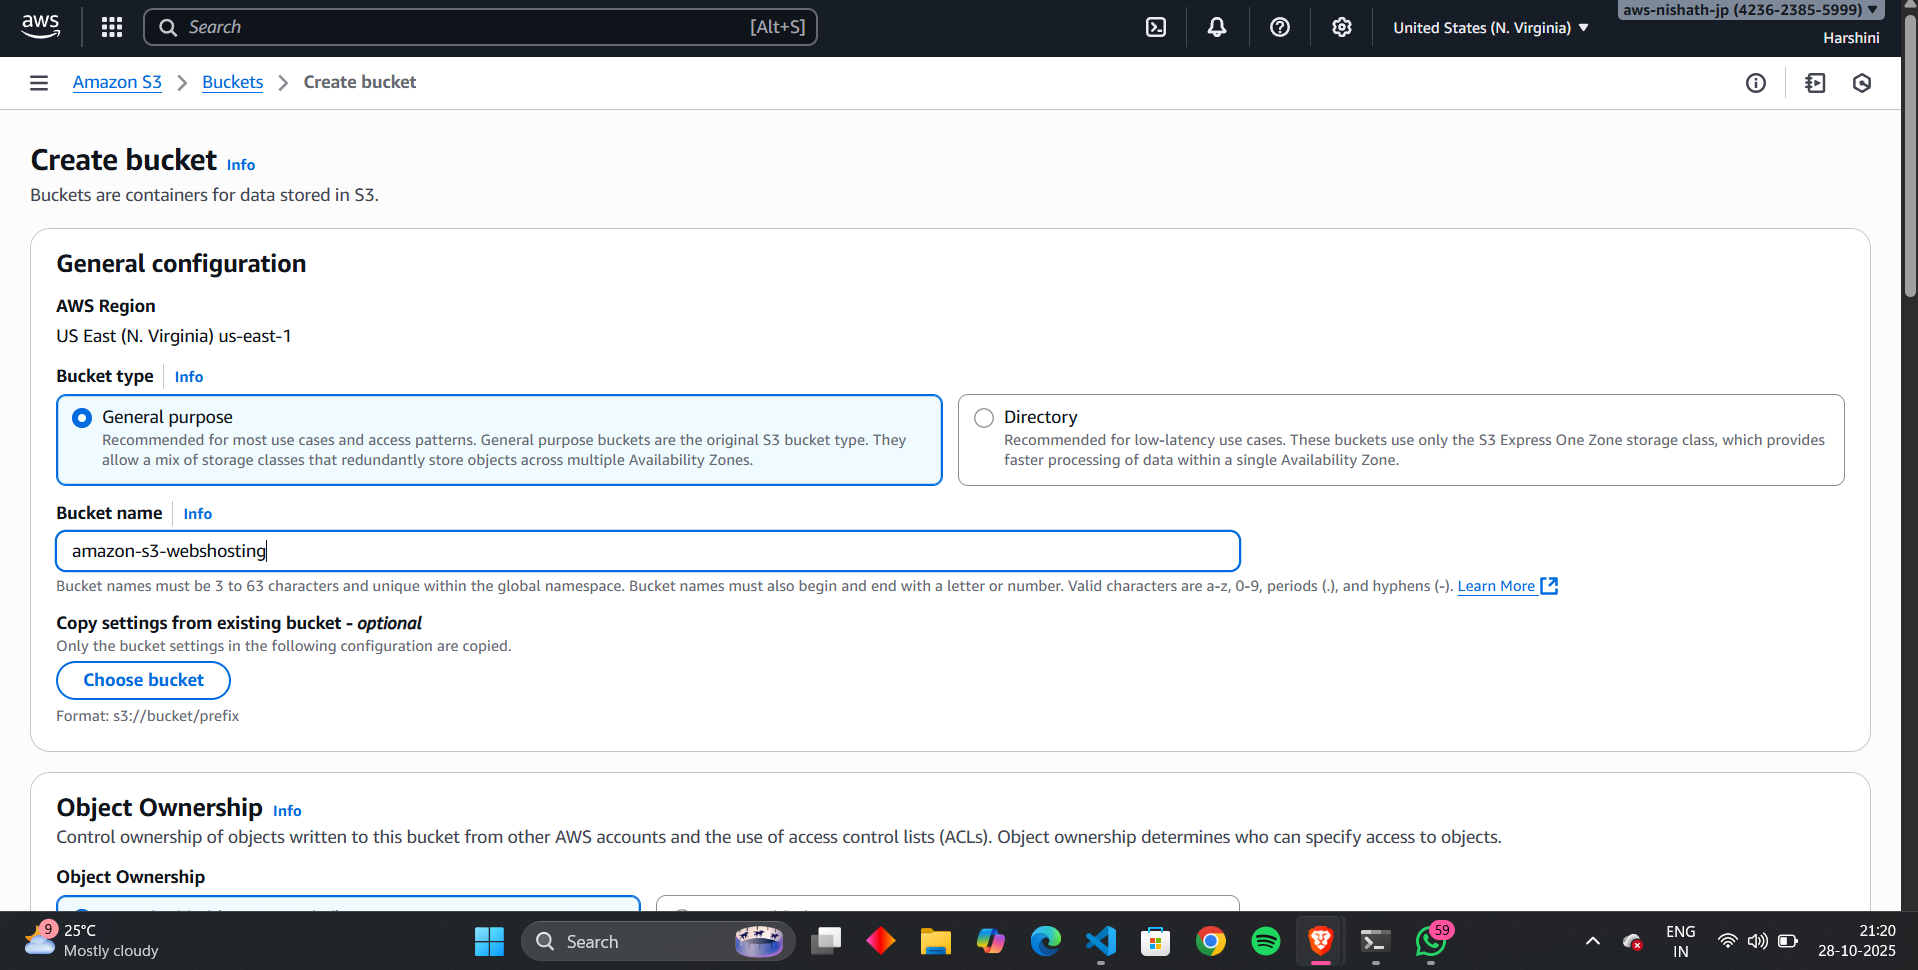 aws
Search [Alt+S]
United States (N. Virginia) ▼
aws-nishath-jp (4236-2385-5999) ▼
Harshini
Amazon S3 > Buckets > Create bucket
Create bucket Info
Buckets are containers for data stored in S3.
General configuration
AWS Region
US East (N. Virginia) us-east-1
Bucket type Info
General purpose
Recommended for most use cases and access patterns. General purpose buckets are the original S3 bucket type. They
allow a mix of storage classes that redundantly store objects across multiple Availability Zones.
Directory
Recommended for low-latency use cases. These buckets use only the S3 Express One Zone storage class, which provides
faster processing of data within a single Availability Zone.
Bucket name Info
amazon-s3-webshosting
Bucket names must be 3 to 63 characters and unique within the global namespace. Bucket names must also begin and end with a letter or number. Valid characters are a-z, 0-9, periods (.), and hyphens (-). Learn More
Copy settings from existing bucket - optional
Only the bucket settings in the following configuration are copied.
Choose bucket
Format: s3://bucket/prefix
Object Ownership Info
Control ownership of objects written to this bucket from other AWS accounts and the use of access control lists (ACLs). Object ownership determines who can specify access to objects.
Object Ownership
9
25°C
Mostly cloudy
Search
59
ENG
IN
21:20
28-10-2025